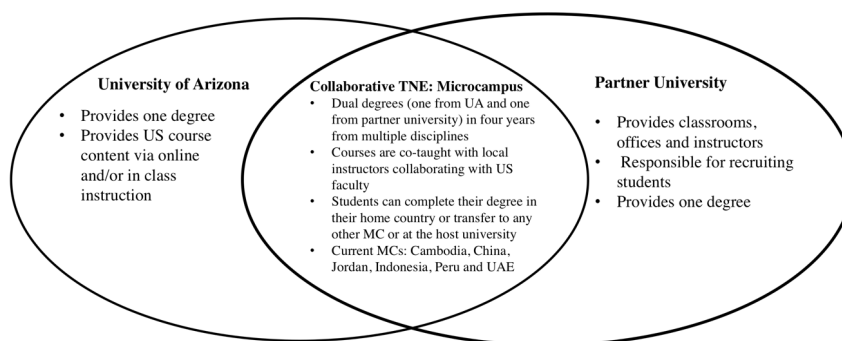 University of Arizona
• Provides one degree
• Provides US course
content via online
and/or in class
instruction
Collaborative TNE: Microcampus
• Dual degrees (one from UA and one
from partner university) in four years
from multiple disciplines
• Courses are co-taught with local
instructors collaborating with US
faculty
• Students can complete their degree in
their home country or transfer to any
other MC or at the host university
• Current MCs: Cambodia, China,
Jordan, Indonesia, Peru and UAE
Partner University
• Provides classrooms,
offices and instructors
• Responsible for recruiting
students
• Provides one degree